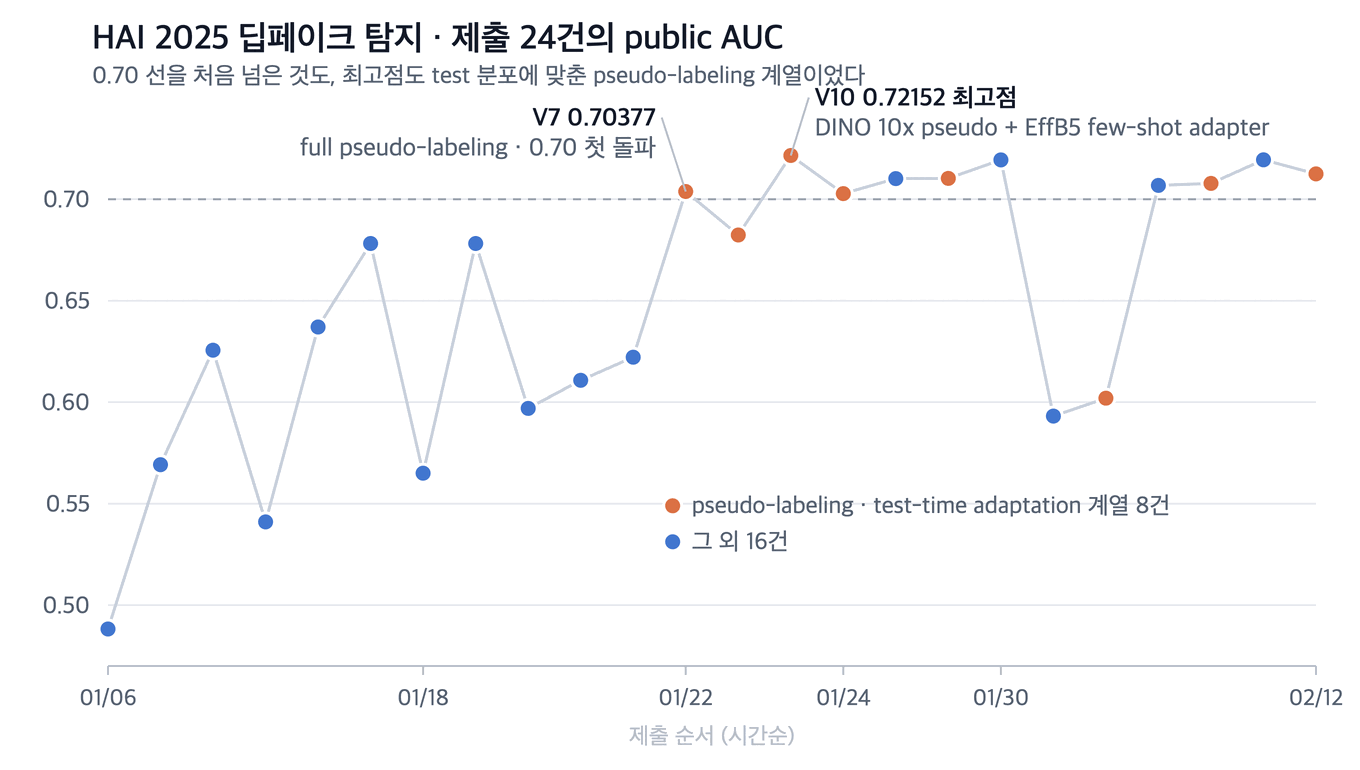 HAI 2025 딥페이크 탐지 · 제출 24건의 public AUC
0.70 선을 처음 넘은 것도, 최고점도 test 분포에 맞춘 pseudo-labeling 계열이었다
V10 0.72152 최고점
DINO 10x pseudo + EffB5 few-shot adapter
V7 0.70377
full pseudo-labeling · 0.70 첫 돌파
0.70
0.65
0.60
0.55
0.50
pseudo-labeling · test-time adaptation 계열 8건
그 외 16건
01/06 01/18 01/22 01/24 01/30 02/12
제출 순서 (시간순)